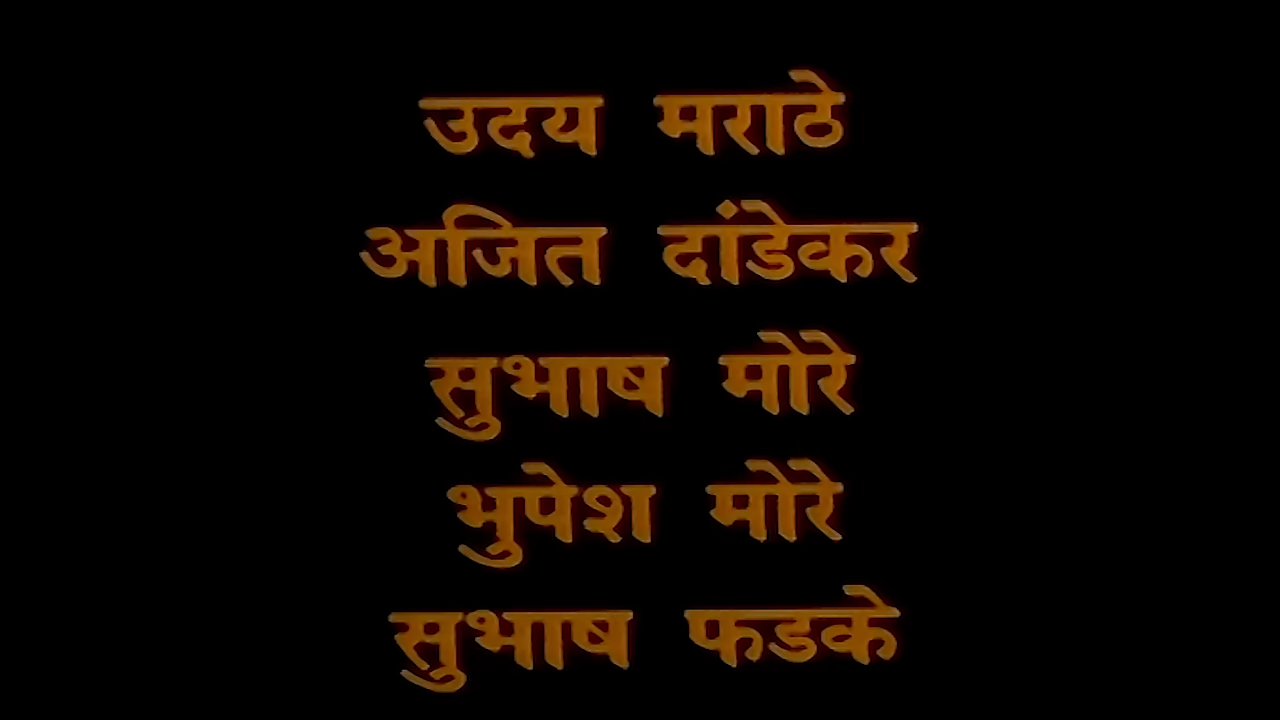 उदय मराठे
अजित दांडेकर
सुभाष मोरे
भुपेश मोरे
सुभाष फडके